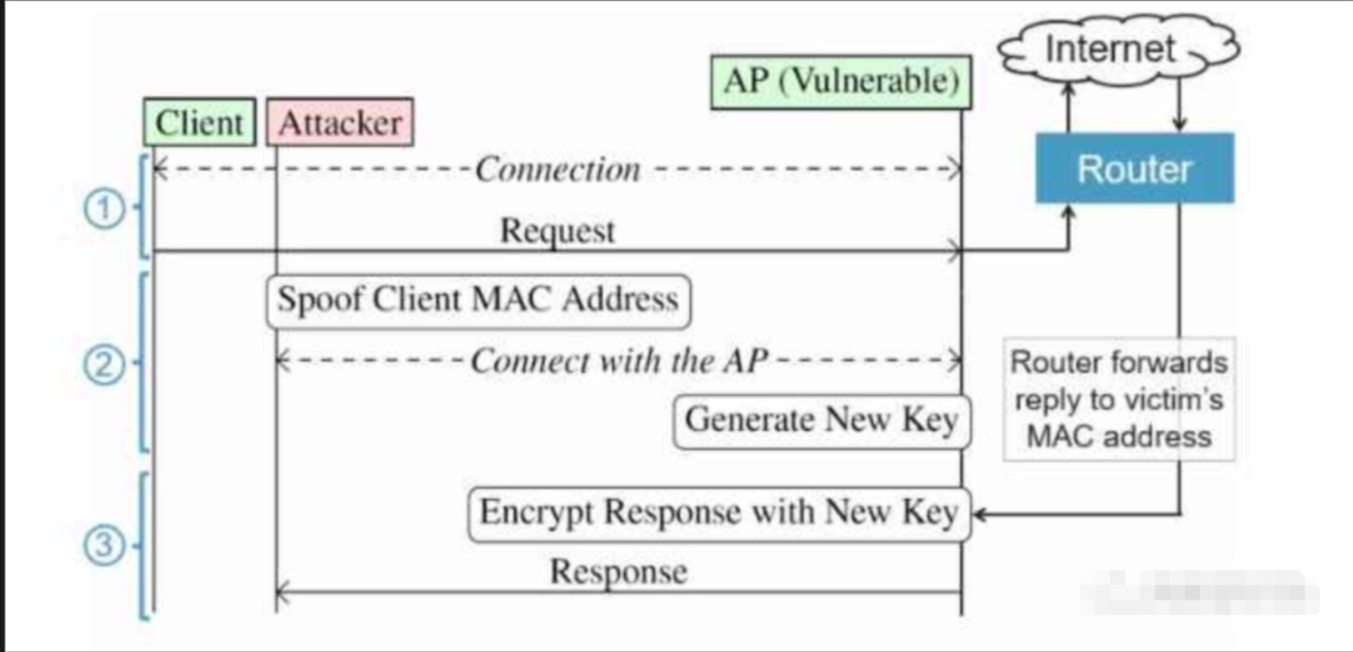 Internet
AP (Vulnerable)
Client
Attacker
Router
Connection
①
Request
Spoof Client MAC Address
②
Connect with the AP
Router forwards
reply to victim's
MAC address
Generate New Key
Encrypt Response with New Key
③
Response